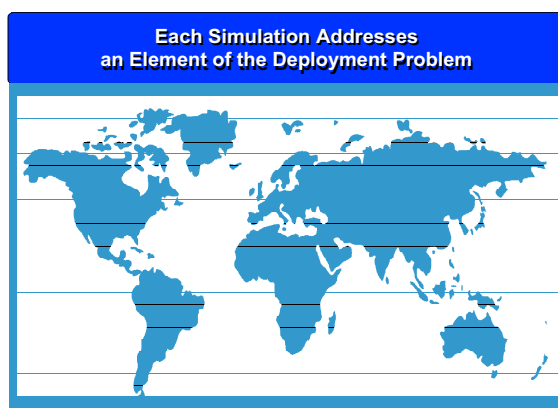 Each Simulation Addresses
an Element of the Deployment Problem